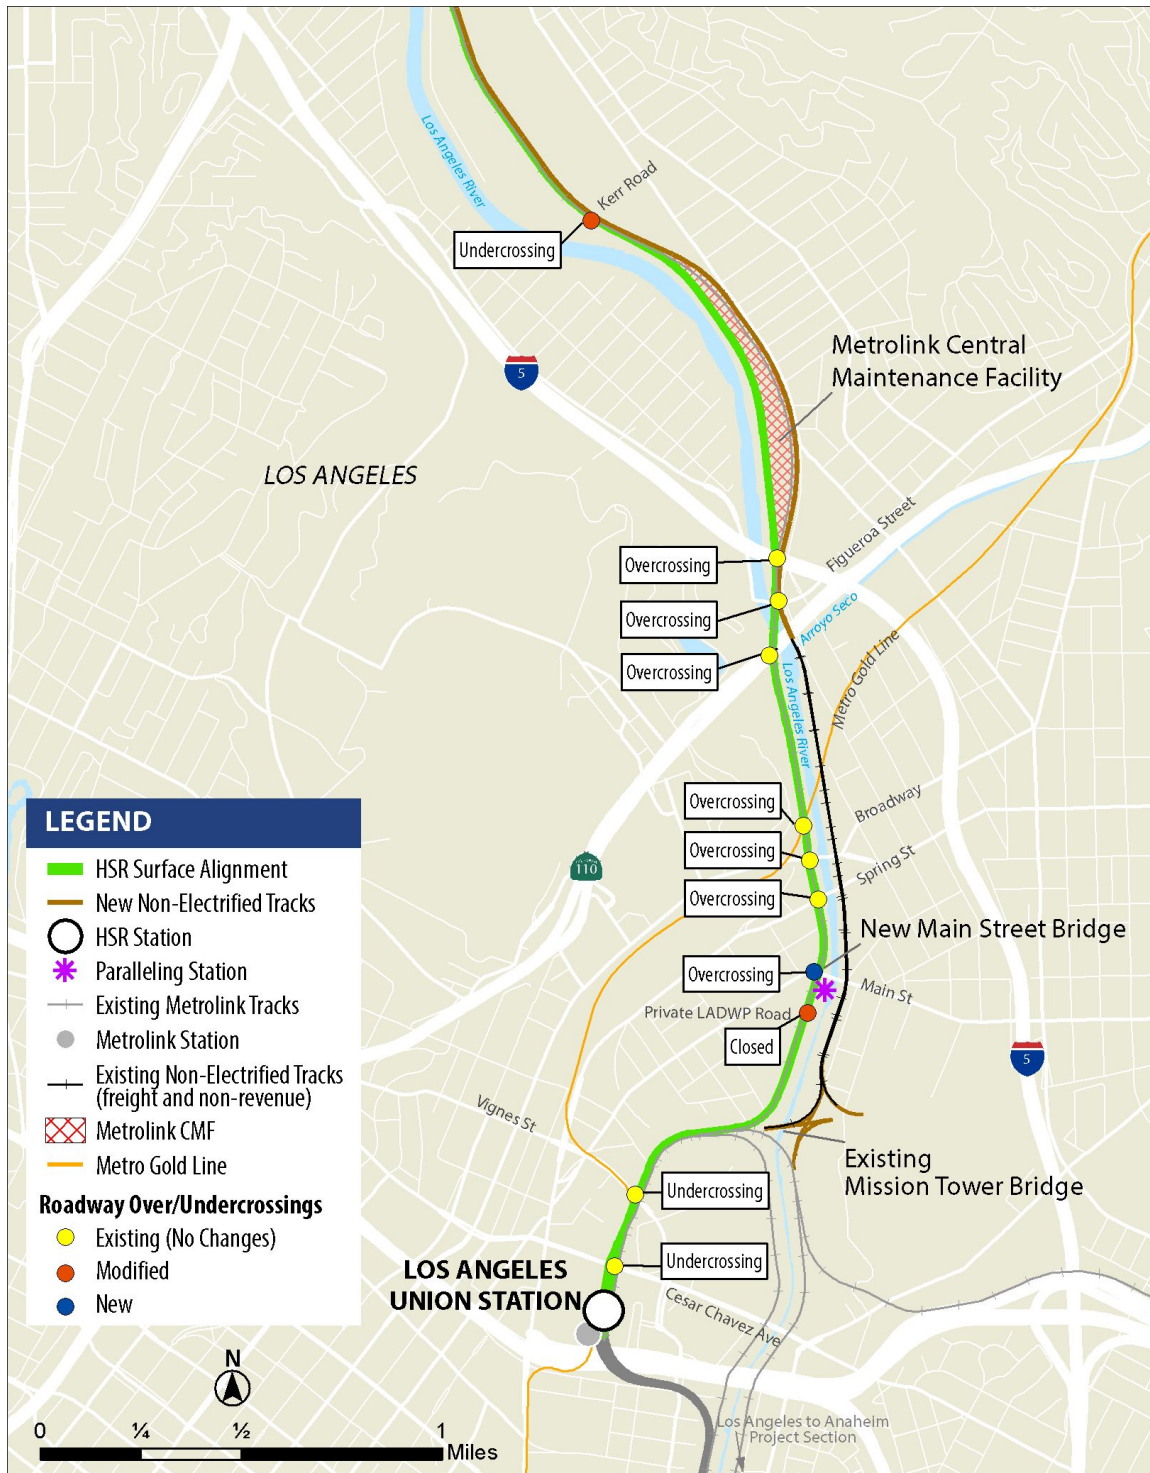 Los Angeles River
Kerr Road
Undercrossing
5
Metrolink Central
Maintenance Facility
LOS ANGELES
Figueroa Street
Overcrossing
Overcrossing
Arroyo Seco
Overcrossing
Los Angeles River
Metro Gold Line
Overcrossing
Broadway
Overcrossing
Spring St
110
Overcrossing
New Main Street Bridge
Overcrossing
Main St
Private LADWP Road
Closed
5
Vignes St
Existing
Mission Tower Bridge
Undercrossing
Undercrossing
LOS ANGELES
UNION STATION
Cesar Chavez Ave
Los Angeles to Anaheim
Project Section
LEGEND
HSR Surface Alignment
New Non-Electrified Tracks
HSR Station
Paralleling Station
Existing Metrolink Tracks
Metrolink Station
Existing Non-Electrified Tracks
(freight and non-revenue)
Metrolink CMF
Metro Gold Line
Roadway Over/Undercrossings
Existing (No Changes)
Modified
New
N
0 ¼ ½ 1
Miles